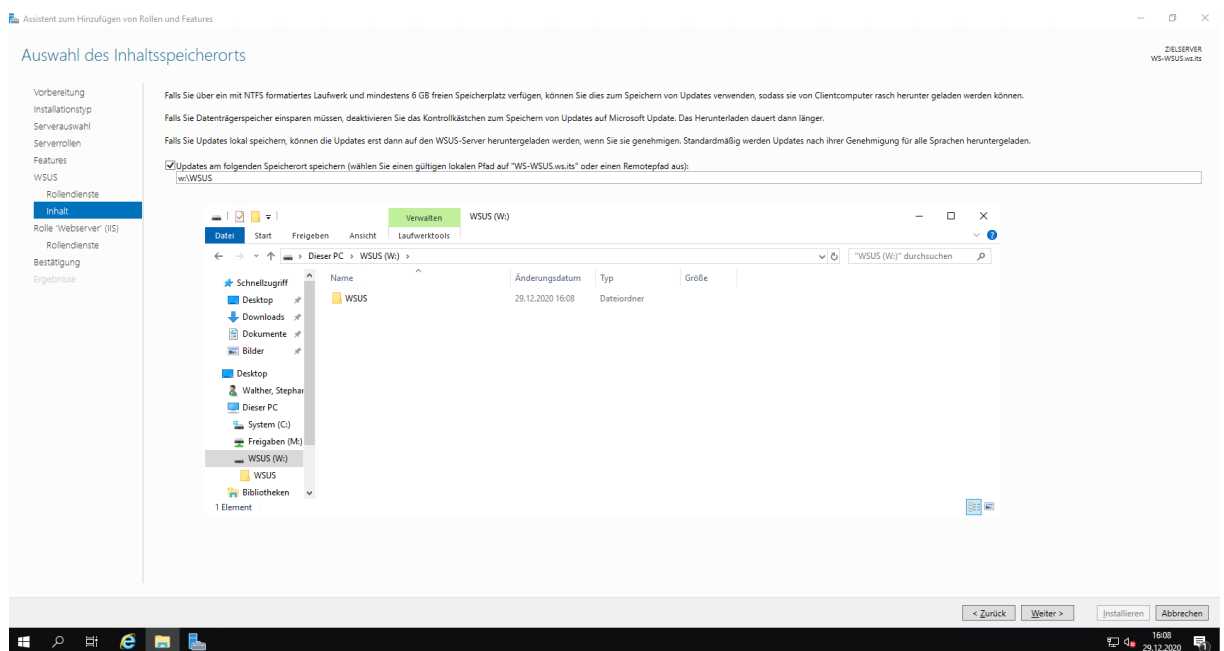 Assistent zum Hinzufügen von Rollen und Features
Auswahl des Inhaltsspeicherorts
ZIELSERVER
WS-WSUS.ws.its
Vorbereitung
Installationstyp
Serverauswahl
Serverrollen
Features
WSUS
Rollendienste
Inhalt
Rolle 'Webserver' (IIS)
Rollendienste
Bestätigung
Ergebnisse
Falls Sie über ein mit NTFS formatiertes Laufwerk und mindestens 6 GB freien Speicherplatz verfügen, können Sie dies zum Speichern von Updates verwenden, sodass sie von Clientcomputer rasch herunter geladen werden können.
Falls Sie Datenträgerspeicher einsparen müssen, deaktivieren Sie das Kontrollkästchen zum Speichern von Updates auf Microsoft Update. Das Herunterladen dauert dann länger.
Falls Sie Updates lokal speichern, können die Updates erst dann auf den WSUS-Server heruntergeladen werden, wenn Sie sie genehmigen. Standardmäßig werden Updates nach ihrer Genehmigung für alle Sprachen heruntergeladen.
Updates am folgenden Speicherort speichern (wählen Sie einen gültigen lokalen Pfad auf "WS-WSUS.ws.its" oder einen Remotepfad aus):
w:\WSUS
Verwalten WSUS (W:)
Datei Start Freigeben Ansicht Laufwerktools
Dieser PC > WSUS (W:) > "WSUS (W:)" durchsuchen
Name Änderungsdatum Typ Größe
WSUS 29.12.2020 16:08 Dateiordner
Schnellzugriff
Desktop
Downloads
Dokumente
Bilder
Desktop
Walther, Stephan
Dieser PC
System (C:)
Freigaben (M:)
WSUS (W:)
WSUS
Bibliotheken
1 Element
< Zurück Weiter > Installieren Abbrechen
16:08
29.12.2020
1